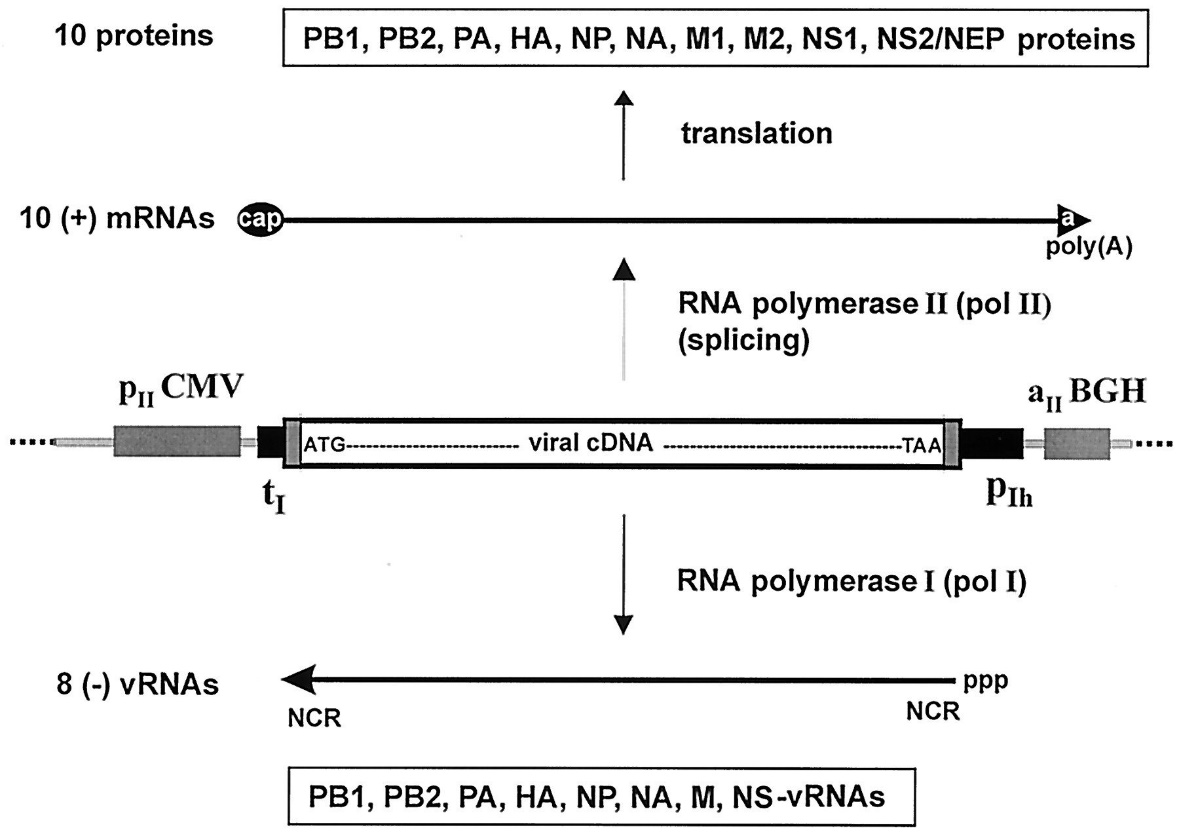 10 proteins
PB1, PB2, PA, HA, NP, NA, M1, M2, NS1, NS2/NEP proteins
translation
10 (+) mRNAs
cap
a
poly(A)
RNA polymerase II (pol II)
(splicing)
pII CMV
aII BGH
ATG
viral cDNA
TAA
tI
pIh
RNA polymerase I (pol I)
8 (-) vRNAs
ppp
NCR
NCR
PB1, PB2, PA, HA, NP, NA, M, NS-vRNAs